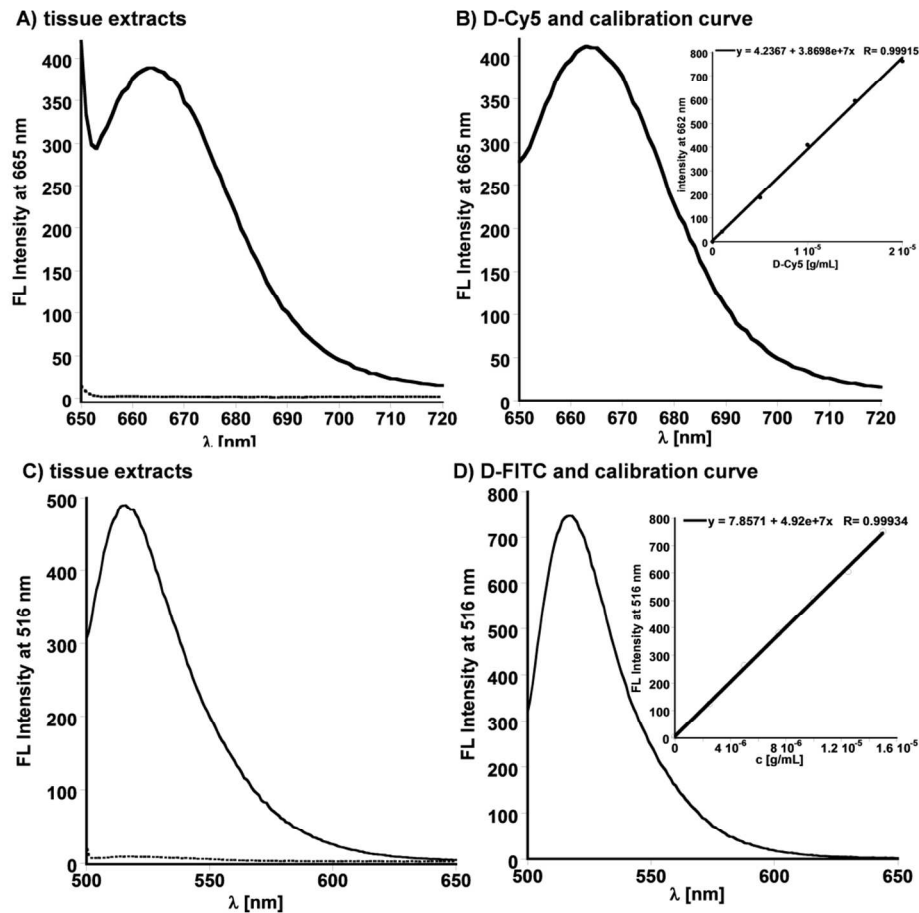 A) tissue extracts
FL Intensity at 665 nm
400
350
300
250
200
150
100
50
0
650 660 670 680 690 700 710 720
λ [nm]
B) D-Cy5 and calibration curve
FL Intensity at 665 nm
400
350
300
250
200
150
100
50
0
650 660 670 680 690 700 710 720
λ [nm]
y = 4.2367 + 3.8698e+7x R= 0.99915
intensity at 662 nm
800
700
600
500
400
300
200
100
0
0 1 10-5 2 10-5
D-Cy5 [g/mL]
C) tissue extracts
FL Intensity at 516 nm
500
400
300
200
100
0
500 550 600 650
λ [nm]
D) D-FITC and calibration curve
FL Intensity at 516 nm
800
700
600
500
400
300
200
100
0
500 550 600 650
λ [nm]
y = 7.8571 + 4.92e+7x R= 0.99934
FL Intensity at 516 nm
800
700
600
500
400
300
200
100
0
0 4 10-6 8 10-6 1.2 10-5 1.6 10-5
c [g/mL]